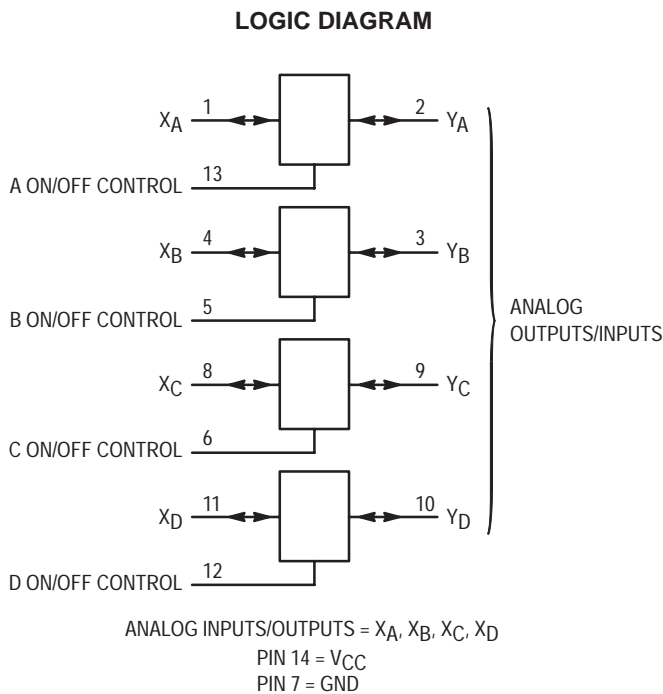 LOGIC DIAGRAM
XA 1 2 YA
A ON/OFF CONTROL 13
XB 4 3 YB
B ON/OFF CONTROL 5
ANALOG
OUTPUTS/INPUTS
XC 8 9 YC
C ON/OFF CONTROL 6
XD 11 10 YD
D ON/OFF CONTROL 12
ANALOG INPUTS/OUTPUTS = XA, XB, XC, XD
PIN 14 = VCC
PIN 7 = GND